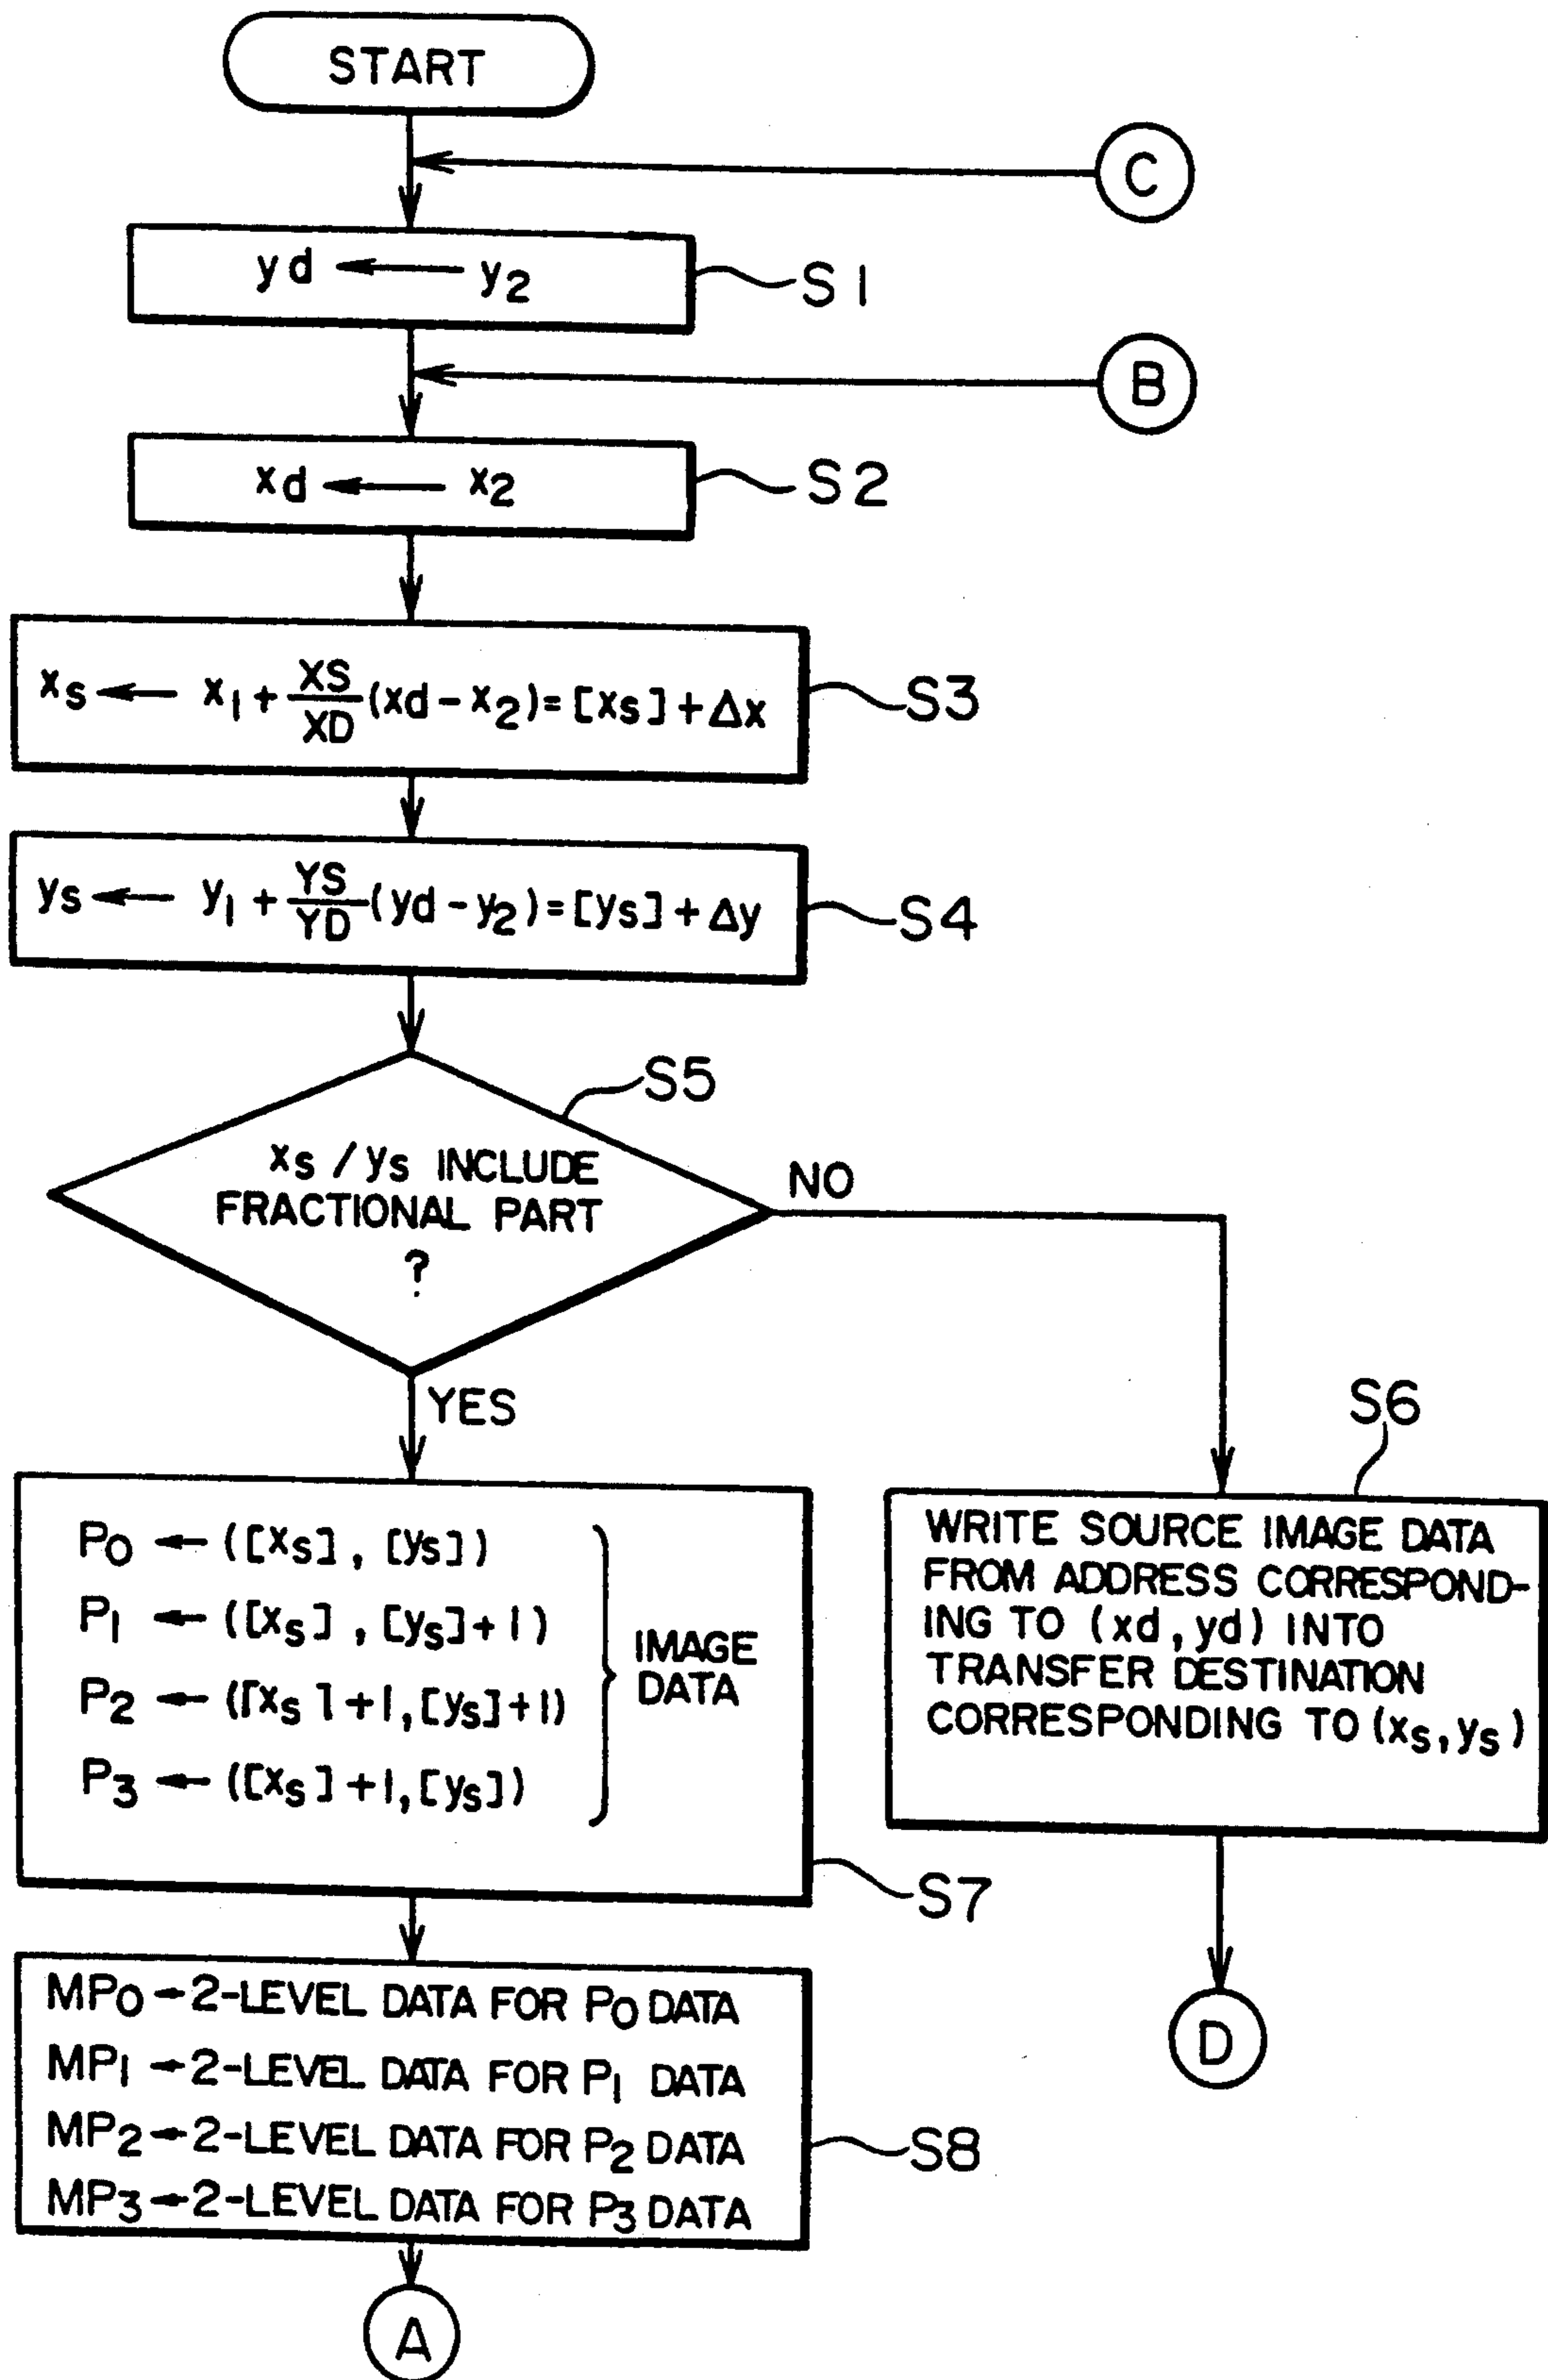 START
C
yd ← y2
S1
B
xd ← x2
S2
xs ← x1 + XS/XD (xd - x2) = [xs] + Δx
S3
ys ← y1 + YS/YD (yd - y2) = [ys] + Δy
S4
S5
xs / ys INCLUDE
FRACTIONAL PART
?
NO
YES
S6
WRITE SOURCE IMAGE DATA
FROM ADDRESS CORRESPOND-
ING TO (xd, yd) INTO
TRANSFER DESTINATION
CORRESPONDING TO (xs, ys)
P0 ← ([xs], [ys])
P1 ← ([xs], [ys]+1)
P2 ← ([xs]+1, [ys]+1)
P3 ← ([xs]+1, [ys])
IMAGE
DATA
S7
MP0 ← 2-LEVEL DATA FOR P0 DATA
MP1 ← 2-LEVEL DATA FOR P1 DATA
MP2 ← 2-LEVEL DATA FOR P2 DATA
MP3 ← 2-LEVEL DATA FOR P3 DATA
S8
D
A